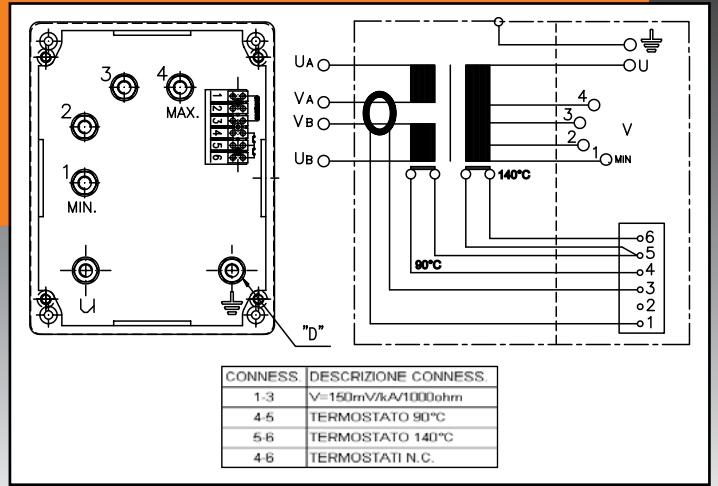 3
4
MAX.
2
1
MIN.
1
2
3
4
5
6
U
"D"
UA
VA
VB
UB
U
4
3
2
1
MIN
V
140°C
90°C
6
5
4
3
2
1
CONNESS. DESCRIZIONE CONNESS.
1-3 V=150mV/kA/1000ohm
4-5 TERMOSTATO 90°C
5-6 TERMOSTATO 140°C
4-6 TERMOSTATI N.C.